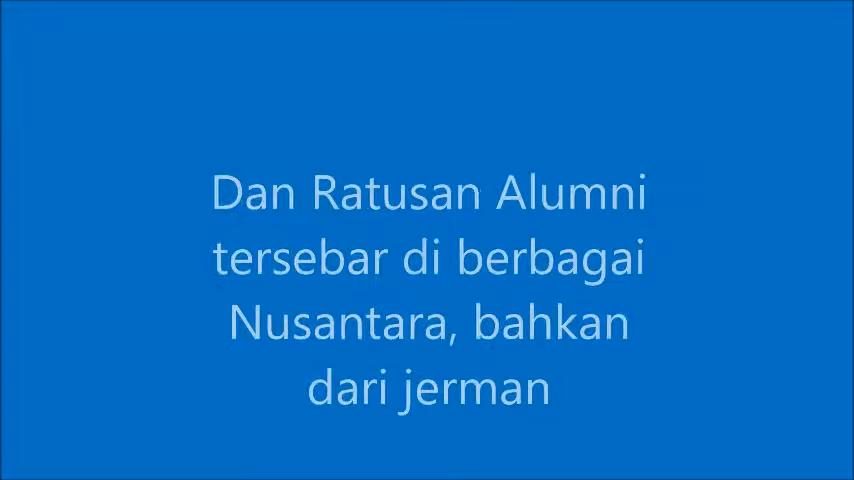 Dan Ratusan Alumni
tersebar di berbagai
Nusantara, bahkan
dari jerman